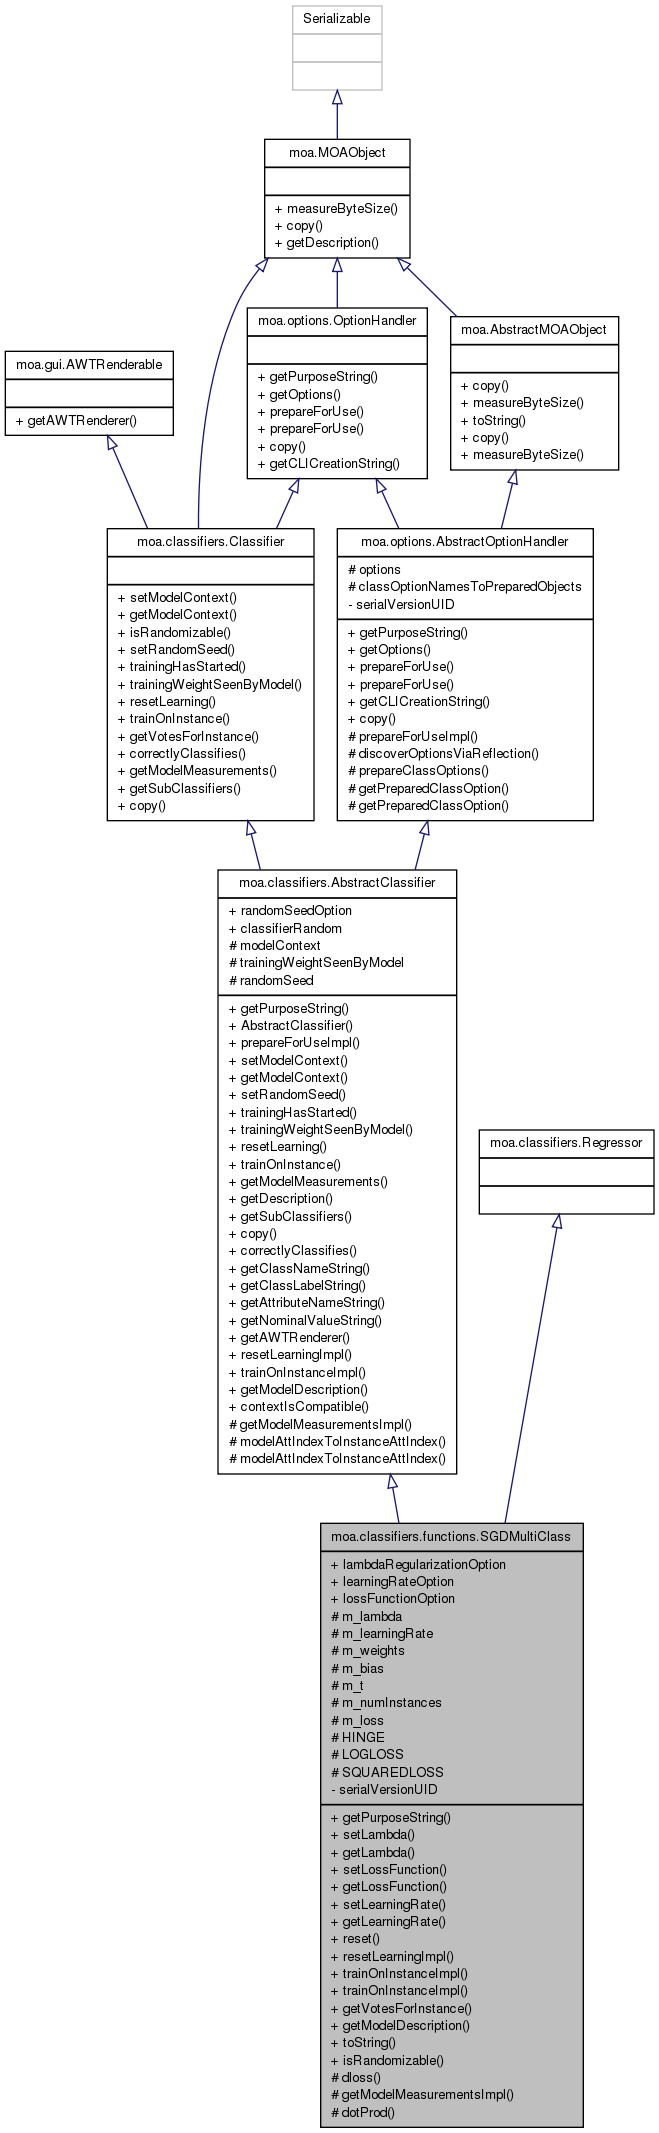 Serializable
moa.MOAObject
+ measureByteSize()
+ copy()
+ getDescription()
moa.options.OptionHandler
+ getPurposeString()
+ getOptions()
+ prepareForUse()
+ prepareForUse()
+ copy()
+ getCLICreationString()
moa.AbstractMOAObject
+ copy()
+ measureByteSize()
+ toString()
+ copy()
+ measureByteSize()
moa.gui.AWTRenderable
+ getAWTRenderer()
moa.classifiers.Classifier
+ setModelContext()
+ getModelContext()
+ isRandomizable()
+ setRandomSeed()
+ trainingHasStarted()
+ trainingWeightSeenByModel()
+ resetLearning()
+ trainOnInstance()
+ getVotesForInstance()
+ correctlyClassifies()
+ getModelMeasurements()
+ getSubClassifiers()
+ copy()
moa.options.AbstractOptionHandler
# options
# classOptionNamesToPreparedObjects
- serialVersionUID
+ getPurposeString()
+ getOptions()
+ prepareForUse()
+ prepareForUse()
+ getCLICreationString()
+ copy()
# prepareForUseImpl()
# discoverOptionsViaReflection()
# prepareClassOptions()
# getPreparedClassOption()
# getPreparedClassOption()
moa.classifiers.AbstractClassifier
+ randomSeedOption
+ classifierRandom
# modelContext
# trainingWeightSeenByModel
# randomSeed
+ getPurposeString()
+ AbstractClassifier()
+ prepareForUseImpl()
+ setModelContext()
+ getModelContext()
+ setRandomSeed()
+ trainingHasStarted()
+ trainingWeightSeenByModel()
+ resetLearning()
+ trainOnInstance()
+ getModelMeasurements()
+ getDescription()
+ getSubClassifiers()
+ copy()
+ correctlyClassifies()
+ getClassNameString()
+ getClassLabelString()
+ getAttributeNameString()
+ getNominalValueString()
+ getAWTRenderer()
+ resetLearningImpl()
+ trainOnInstanceImpl()
+ getModelDescription()
+ contextIsCompatible()
# getModelMeasurementsImpl()
# modelAttIndexToInstanceAttIndex()
# modelAttIndexToInstanceAttIndex()
moa.classifiers.Regressor
moa.classifiers.functions.SGDMultiClass
+ lambdaRegularizationOption
+ learningRateOption
+ lossFunctionOption
# m_lambda
# m_learningRate
# m_weights
# m_bias
# m_t
# m_numInstances
# m_loss
# HINGE
# LOGLOSS
# SQUAREDLOSS
- serialVersionUID
+ getPurposeString()
+ setLambda()
+ getLambda()
+ setLossFunction()
+ getLossFunction()
+ setLearningRate()
+ getLearningRate()
+ reset()
+ resetLearningImpl()
+ trainOnInstanceImpl()
+ trainOnInstanceImpl()
+ getVotesForInstance()
+ getModelDescription()
+ toString()
+ isRandomizable()
# dloss()
# getModelMeasurementsImpl()
# dotProd()